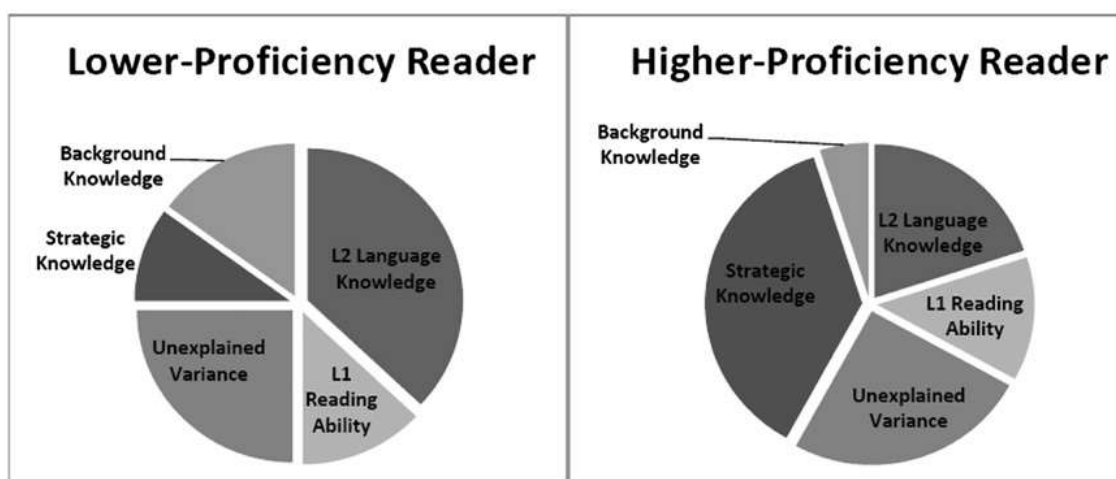 Lower-Proficiency Reader
Background
Knowledge
Strategic
Knowledge
L2 Language
Knowledge
Unexplained
Variance
L1
Reading
Ability
Higher-Proficiency Reader
Background
Knowledge
L2 Language
Knowledge
Strategic
Knowledge
L1 Reading
Ability
Unexplained
Variance